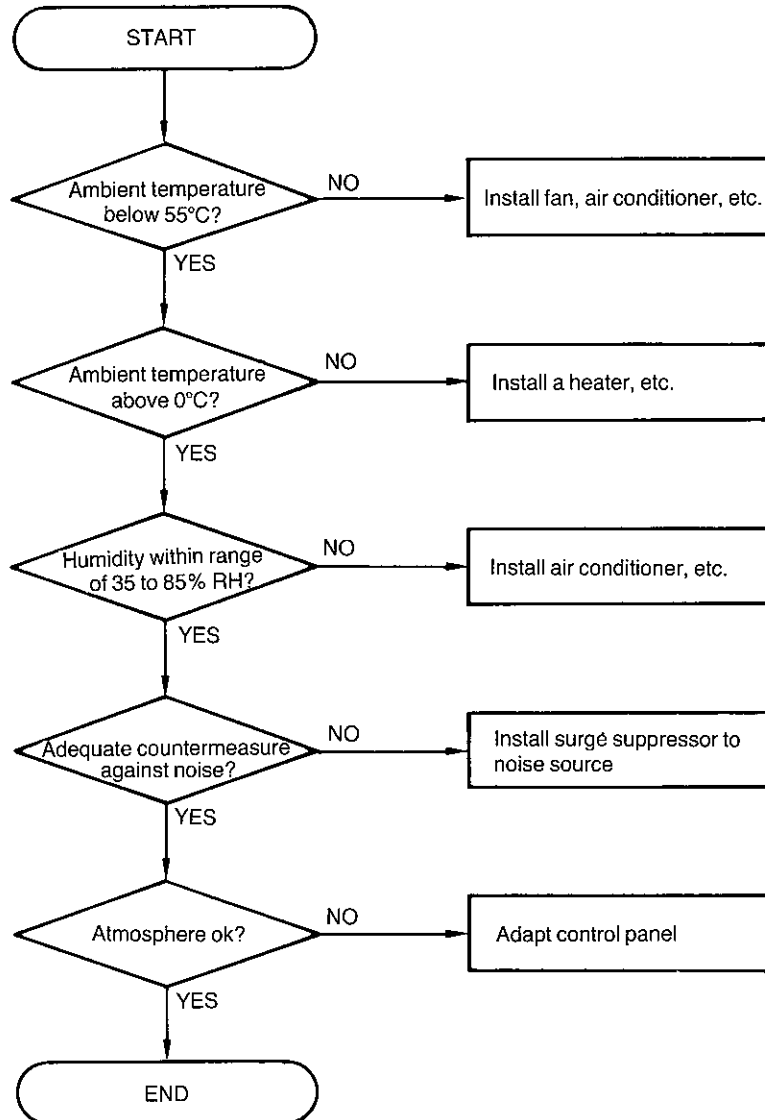 START
Ambient temperature
below 55°C?
NO
Install fan, air conditioner, etc.
YES
Ambient temperature
above 0°C?
NO
Install a heater, etc.
YES
Humidity within range
of 35 to 85% RH?
NO
Install air conditioner, etc.
YES
Adequate countermeasure
against noise?
NO
Install surge suppressor to
noise source
YES
Atmosphere ok?
NO
Adapt control panel
YES
END